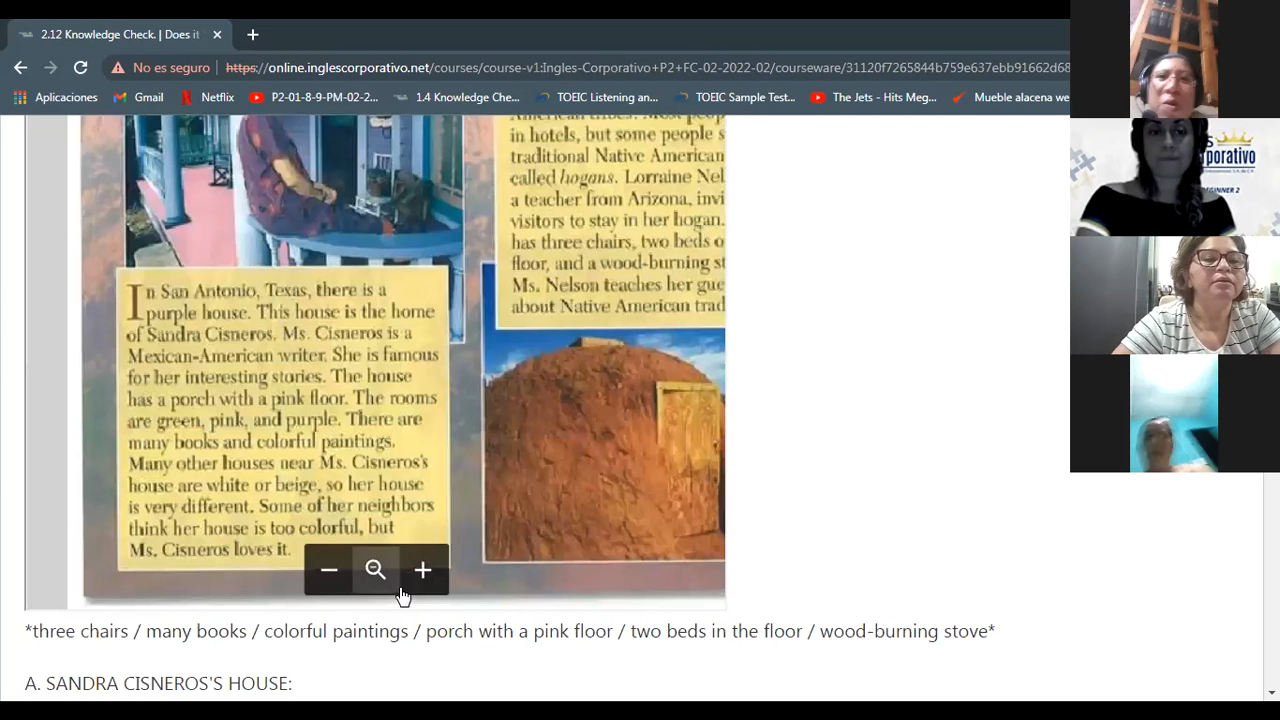 2.12 Knowledge Check. | Does it
No es seguro
https://online.inglescorporativo.net/courses/course-v1:Ingles-Corporativo+P2+FC-02-2022-02/courseware/31120f7265844b759e637ebb91662d68
Aplicaciones
Gmail
Netflix
P2-01-8-9-PM-02-2...
1.4 Knowledge Che...
TOEIC Listening an...
TOEIC Sample Test...
The Jets - Hits Meg...
Mueble alacena we
In San Antonio, Texas, there is a
purple house. This house is the home
of Sandra Cisneros. Ms. Cisneros is a
Mexican-American writer. She is famous
for her interesting stories. The house
has a porch with a pink floor. The rooms
are green, pink, and purple. There are
many books and colorful paintings.
Many other houses near Ms. Cisneros's
house are white or beige, so her house
is very different. Some of her neighbors
think her house is too colorful, but
Ms. Cisneros loves it.
American tribes. Most peop
in hotels, but some people s
traditional Native American
called hogans. Lorraine Nel
a teacher from Arizona, invi
visitors to stay in her hogan.
has three chairs, two beds o
floor, and a wood-burning st
Ms. Nelson teaches her gue
about Native American trad
*three chairs / many books / colorful paintings / porch with a pink floor / two beds in the floor / wood-burning stove*
A. SANDRA CISNEROS'S HOUSE:
rporativo
GINNER 2